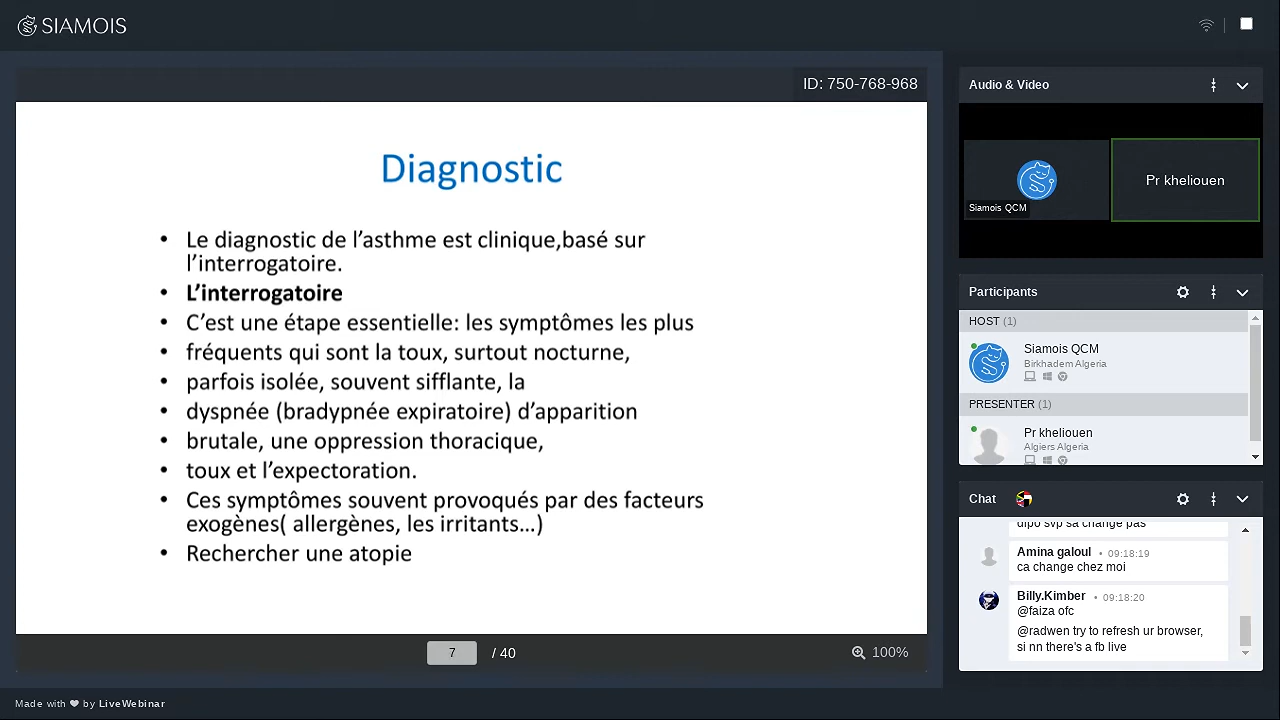 SIAMOIS
ID: 750-768-968
Diagnostic
• Le diagnostic de l’asthme est clinique,basé sur
l’interrogatoire.
• L’interrogatoire
• C’est une étape essentielle: les symptômes les plus
• fréquents qui sont la toux, surtout nocturne,
• parfois isolée, souvent sifflante, la
• dyspnée (bradypnée expiratoire) d’apparition
• brutale, une oppression thoracique,
• toux et l’expectoration.
• Ces symptômes souvent provoqués par des facteurs
exogènes( allergènes, les irritants…)
• Rechercher une atopie
7 / 40
100%
Made with ❤ by LiveWebinar
Audio & Video
Siamois QCM
Pr kheliouen
Participants
HOST (1)
Siamois QCM
Birkhadem Algeria
PRESENTER (1)
Pr kheliouen
Algiers Algeria
Chat
dipo svp sa change pas
Amina galoul • 09:18:19
ca change chez moi
Billy.Kimber • 09:18:20
@faiza ofc
@radwen try to refresh ur browser,
si nn there's a fb live